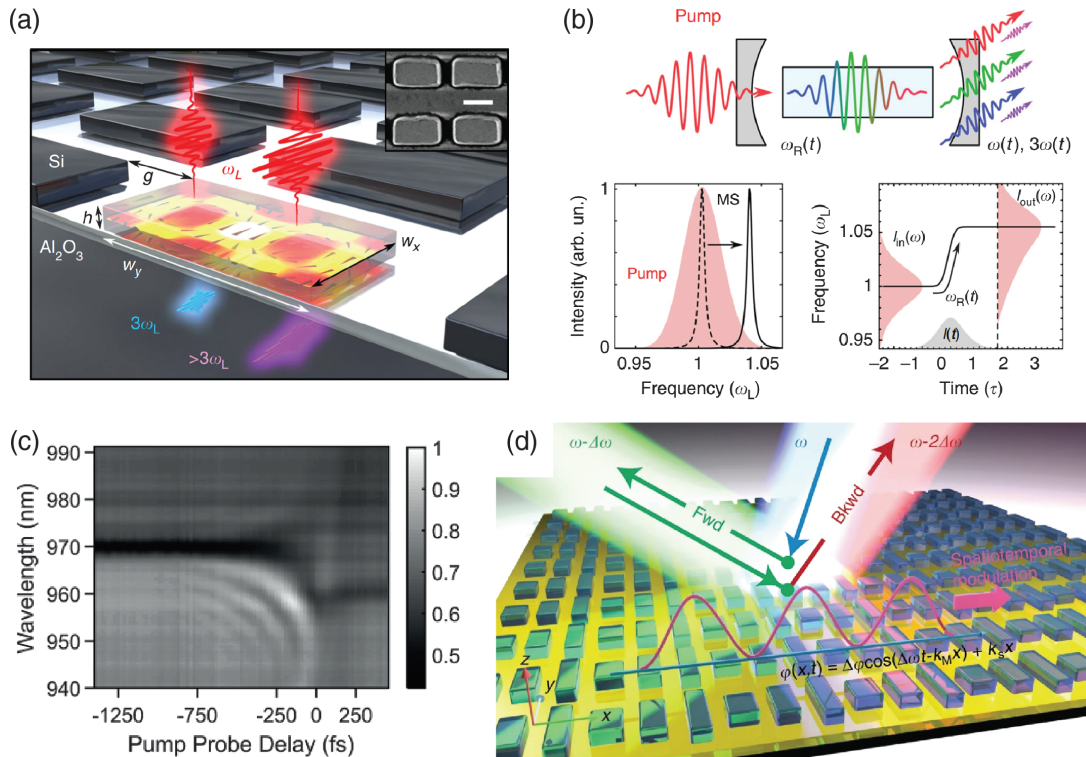 (a)
Si
g
ω_L
h
Al₂O₃
w_y
w_x
3ω_L
>3ω_L
(b)
Pump
ω_R(t)
ω(t), 3ω(t)
Intensity (arb. un.)
1
0
MS
Pump
0.95
1
1.05
Frequency (ω_L)
Frequency (ω_L)
1.05
1.00
0.95
I_in(ω)
I_out(ω)
ω_R(t)
I(t)
−2
−1
0
1
2
3
Time (τ)
(c)
Wavelength (nm)
990
980
970
960
950
940
-1250
-750
-250
0
250
Pump Probe Delay (fs)
1
0.9
0.8
0.7
0.6
0.5
(d)
ω-Δω
ω
ω-2Δω
Fwd
Bkwd
Spatiotemporal
modulation
φ(x,t) = Δφcos(Δωt-k_Mx) + k_sx
z
y
x